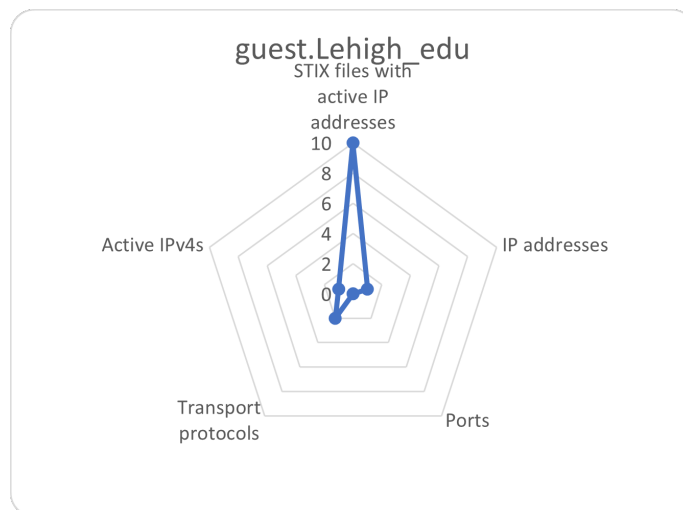 guest.Lehigh_edu
STIX files with
active IP
addresses
10
8
6
4
2
0
IP addresses
Ports
Transport
protocols
Active IPv4s